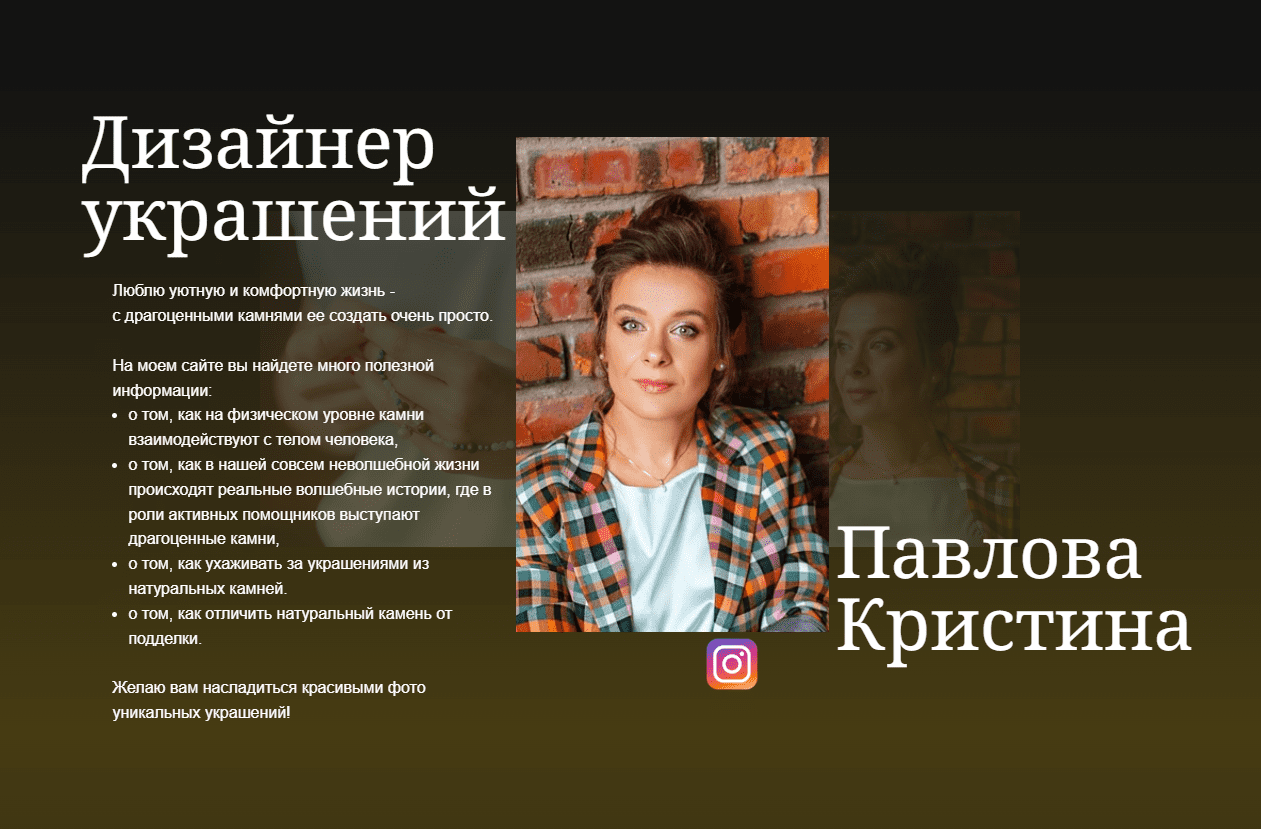 Дизайнер
украшений
Люблю уютную и комфортную жизнь -
с драгоценными камнями ее создать очень просто.
На моем сайте вы найдете много полезной
информации:
• о том, как на физическом уровне камни
взаимодействуют с телом человека,
• о том, как в нашей совсем неволшебной жизни
происходят реальные волшебные истории, где в
роли активных помощников выступают
драгоценные камни,
• о том, как ухаживать за украшениями из
натуральных камней.
• о том, как отличить натуральный камень от
подделки.
Желаю вам насладиться красивыми фото
уникальных украшений!
Павлова
Кристина